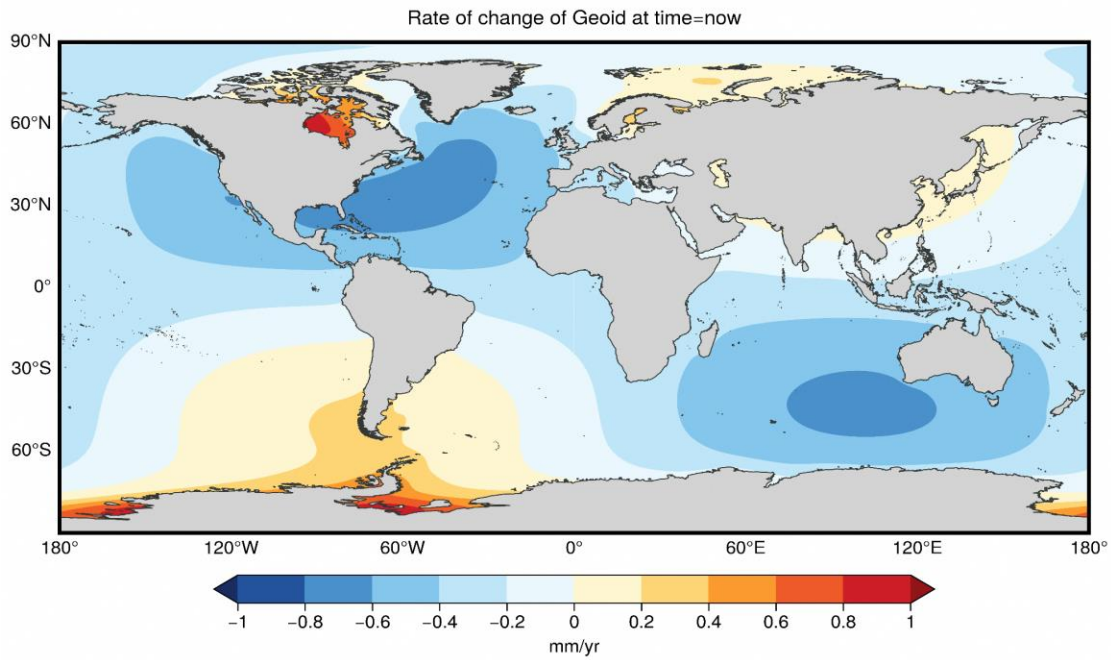 Rate of change of Geoid at time=now
90°N
60°N
30°N
0°
30°S
60°S
180° 120°W 60°W 0° 60°E 120°E 180°
−1 −0.8 −0.6 −0.4 −0.2 0 0.2 0.4 0.6 0.8 1
mm/yr